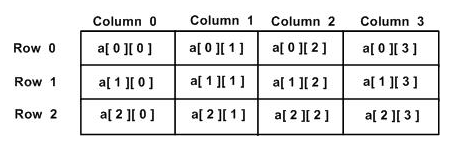 Column 0 Column 1 Column 2 Column 3
Row 0 a[ 0 ][ 0 ] a[ 0 ][ 1 ] a[ 0 ][ 2 ] a[ 0 ][ 3 ]
Row 1 a[ 1 ][ 0 ] a[ 1 ][ 1 ] a[ 1 ][ 2 ] a[ 1 ][ 3 ]
Row 2 a[ 2 ][ 0 ] a[ 2 ][ 1 ] a[ 2 ][ 2 ] a[ 2 ][ 3 ]